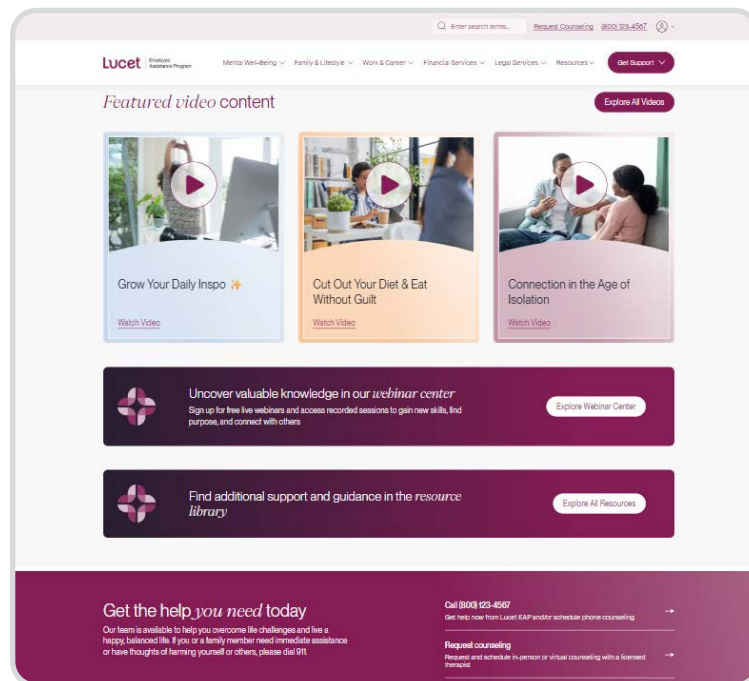 Enter search terms... Request Counseling (800) 123-4567
Lucet Employee Assistance Program Mental Well-Being Family & Lifestyle Work & Career Financial Services Legal Services Resources Get Support
Featured video content
Explore All Videos
Grow Your Daily Inspo ✨
Watch Video
Cut Out Your Diet & Eat
Without Guilt
Watch Video
Connection in the Age of
Isolation
Watch Video
Uncover valuable knowledge in our webinar center
Sign up for free live webinars and access recorded sessions to gain new skills, find
purpose, and connect with others
Explore Webinar Center
Find additional support and guidance in the resource
library
Explore All Resources
Get the help you need today
Our team is available to help you overcome life challenges and live a
happy, balanced life. If you or a family member need immediate assistance
or have thoughts of harming yourself or others, please dial 911.
Call (800) 123-4567
Get help now from Lucet EAP and/or schedule phone counseling
Request counseling
Request and schedule in-person or virtual counseling with a licensed
therapist